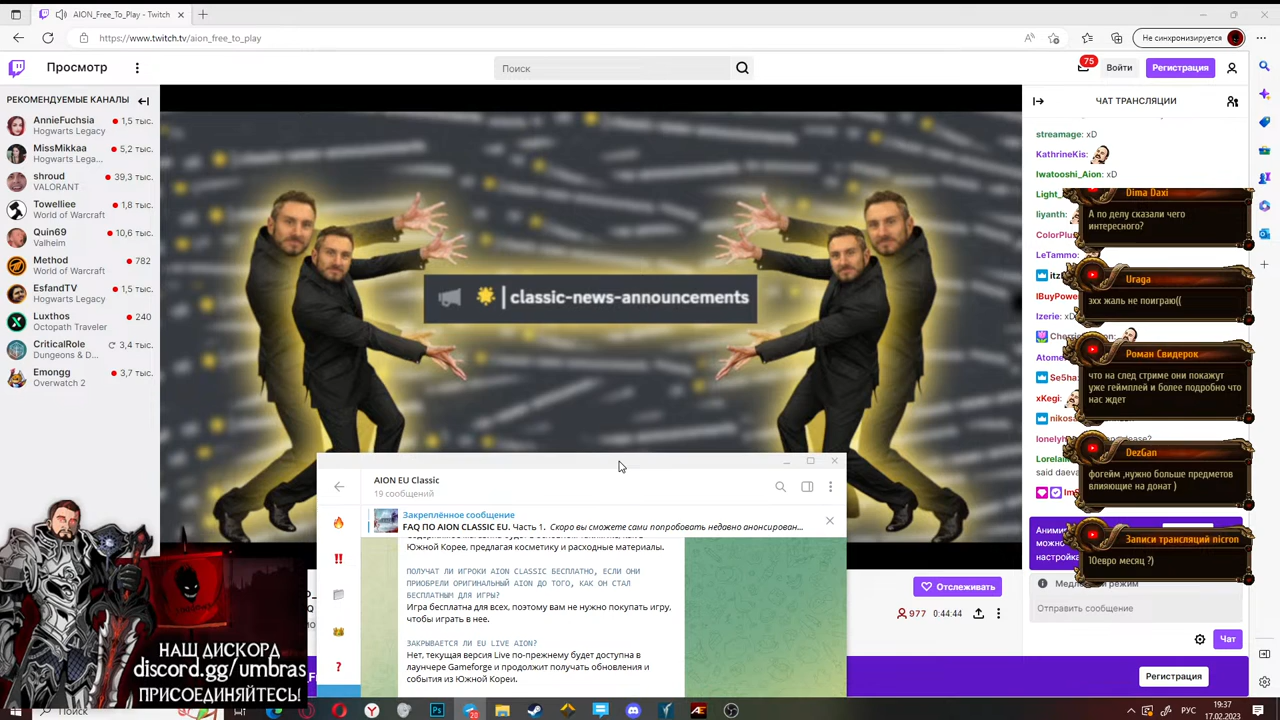 AION_Free_To_Play - Twitch
https://www.twitch.tv/aion_free_to_play
Не синхронизируется
Просмотр
Поиск
75
Войти
Регистрация
РЕКОМЕНДУЕМЫЕ КАНАЛЫ
AnnieFuchsia
1,5 тыс.
Hogwarts Legacy
MissMikkaa
5,2 тыс.
Hogwarts Lega...
shroud
39,3 тыс.
VALORANT
Towelliee
1,8 тыс.
World of Warcraft
Quin69
10,6 тыс.
Valheim
Method
782
World of Warcraft
EsfandTV
1,5 тыс.
Hogwarts Legacy
Luxthos
240
Octopath Traveler
CriticalRole
3,4 тыс.
Dungeons & D...
Emongg
3,7 тыс.
Overwatch 2
| classic-news-announcements
ЧАТ ТРАНСЛЯЦИИ
streamage: xD
KathrineKis:
Iwatooshi_Aion: xD
Light_
liyanth:
ColorPlus
LeTammo:
itz
IBuyPower
Izerie: xD
Cherri
Atome
Se5ha
xKegi:
nikos
lonelyh
Lorelain
said daeva
Dima Daxi
А по делу сказали чего
интересного?
Uraga
эхх жаль не поиграю((
Роман Свидерок
что на след стриме они покажут
уже геймплей и более подробно что
нас ждет
DezGan
фогейм ,нужно больше предметов
влияющие на донат )
Записи трансляций nicron
10евро месяц ?)
Аними
можно
настройка
Отправить сообщение
Чат
Отслеживать
977
0:44:44
Регистрация
AION EU Classic
19 сообщений
Закреплённое сообщение
FAQ ПО AION CLASSIC EU. Часть 1. Скоро вы сможете сами попробовать недавно анонсирован...
Южной Корее, предлагая косметику и расходные материалы.
ПОЛУЧАТ ЛИ ИГРОКИ AION CLASSIC БЕСПЛАТНО, ЕСЛИ ОНИ
ПРИОБРЕЛИ ОРИГИНАЛЬНЫЙ AION ДО ТОГО, КАК ОН СТАЛ
БЕСПЛАТНЫМ ДЛЯ ИГРЫ?
Игра бесплатна для всех, поэтому вам не нужно покупать игру,
чтобы играть в нее.
ЗАКРЫВАЕТСЯ ЛИ EU LIVE AION?
Нет, текущая версия Live по-прежнему будет доступна в
лаунчере Gameforge и продолжит получать обновления и
события из Южной Кореи.
НАШ ДИСКОРД
discord.gg/umbras
ПРИСОЕДИНЯЙТЕСЬ!
Поиск
РУС
19:37
17.02.2023